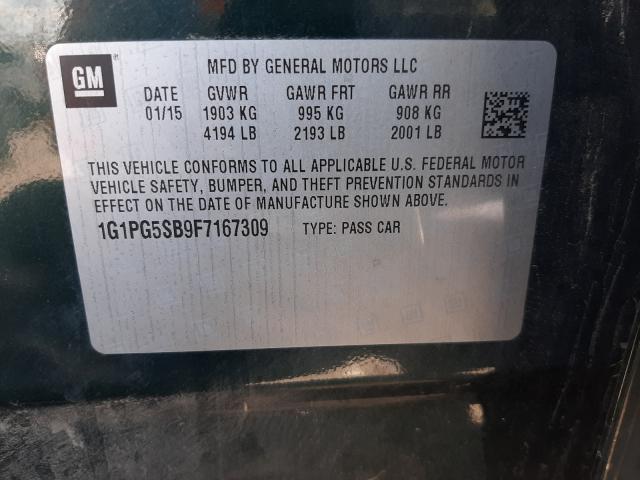 GM
MFD BY GENERAL MOTORS LLC
DATE GVWR GAWR FRT GAWR RR
01/15 1903 KG 995 KG 908 KG
4194 LB 2193 LB 2001 LB
THIS VEHICLE CONFORMS TO ALL APPLICABLE U.S. FEDERAL MOTOR
VEHICLE SAFETY, BUMPER, AND THEFT PREVENTION STANDARDS IN
EFFECT ON THE DATE OF MANUFACTURE SHOWN ABOVE.
1G1PG5SB9F7167309 TYPE: PASS CAR